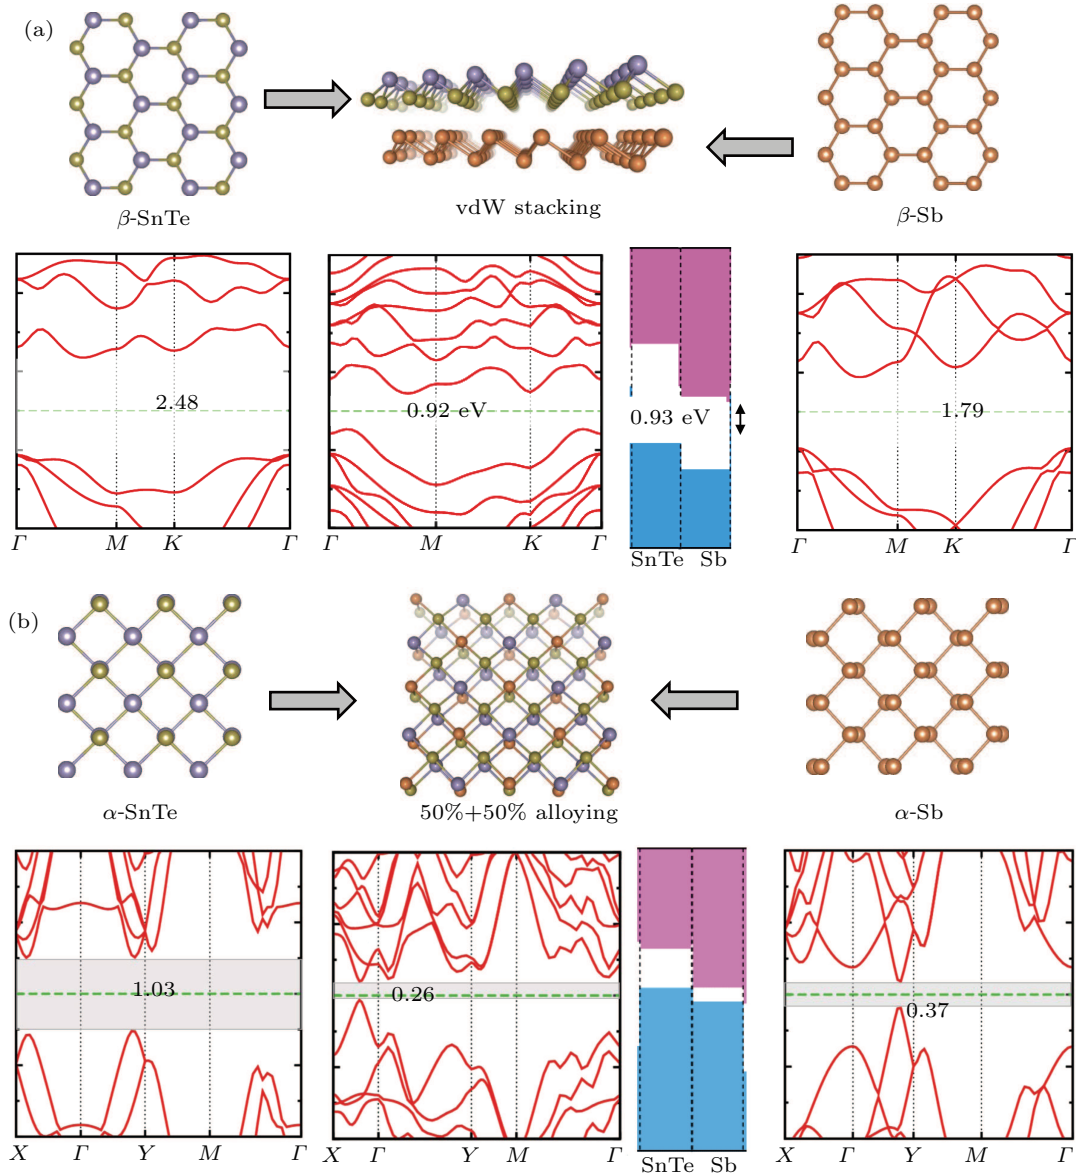 (a)
β-SnTe
vdW stacking
β-Sb
2.48
0.92 eV
0.93 eV
1.79
Γ M K Γ
Γ M K Γ
SnTe Sb
Γ M K Γ
(b)
α-SnTe
50%+50% alloying
α-Sb
1.03
0.26
0.37
X Γ Y M Γ
X Γ Y M Γ
SnTe Sb
X Γ Y M Γ